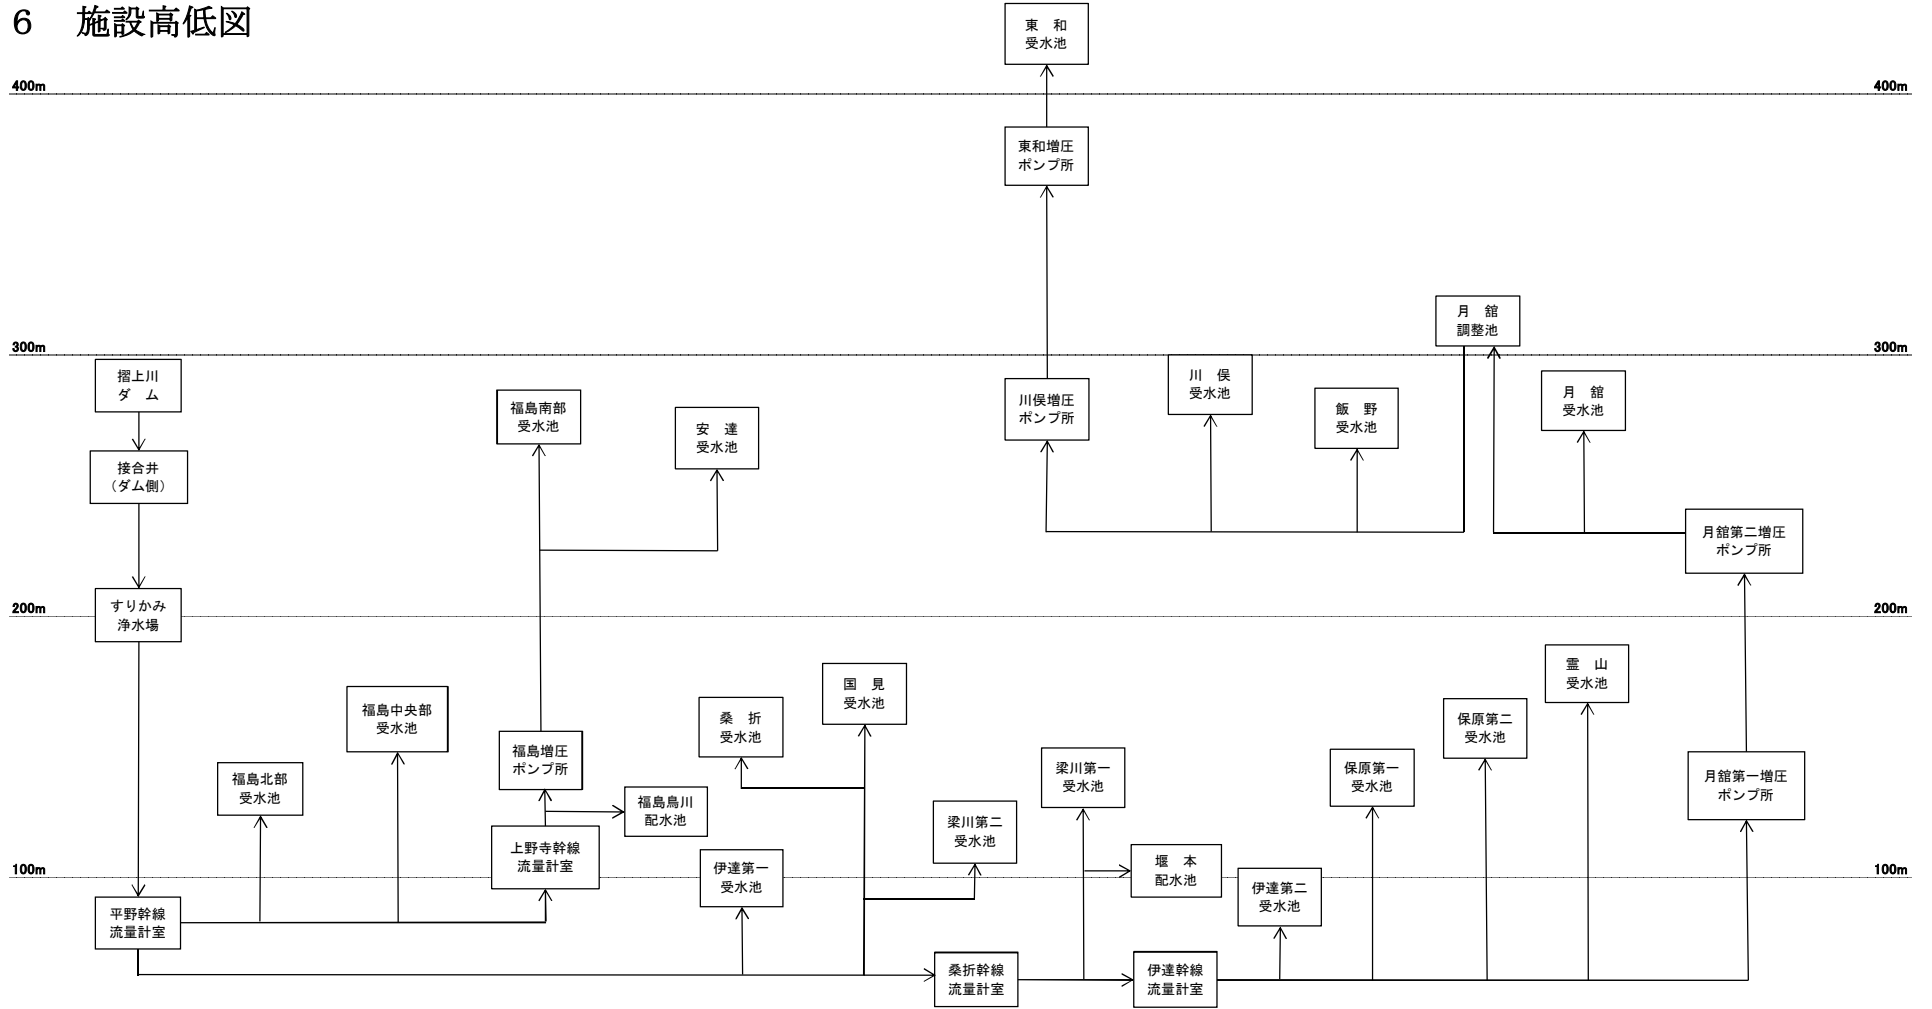 6 施設高低図
東 和
受水池
400m
400m
東和増圧
ポンプ所
月 舘
調整池
300m
300m
摺上川
ダ ム
福島南部
受水池
安 達
受水池
川俣増圧
ポンプ所
川 俣
受水池
飯 野
受水池
月 舘
受水池
接合井
（ダム側）
月舘第二増圧
ポンプ所
200m
200m
すりかみ
浄水場
福島北部
受水池
福島中央部
受水池
福島増圧
ポンプ所
福島鳥川
配水池
上野寺幹線
流量計室
桑 折
受水池
国 見
受水池
伊達第一
受水池
梁川第二
受水池
梁川第一
受水池
堰 本
配水池
伊達第二
受水池
保原第一
受水池
保原第二
受水池
霊 山
受水池
月舘第一増圧
ポンプ所
100m
100m
平野幹線
流量計室
桑折幹線
流量計室
伊達幹線
流量計室